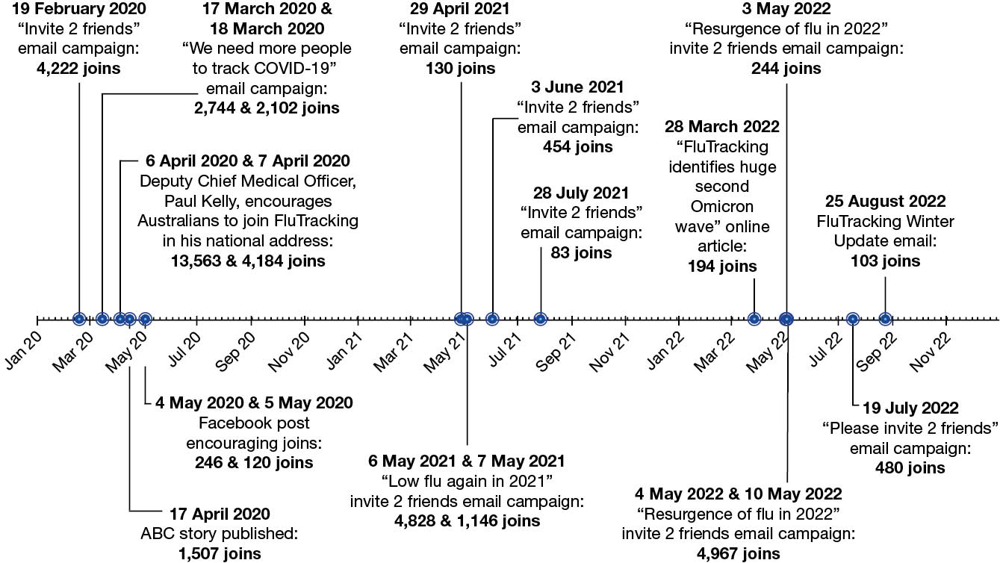 19 February 2020
“Invite 2 friends”
email campaign:
4,222 joins
17 March 2020 &
18 March 2020
“We need more people
to track COVID-19”
email campaign:
2,744 & 2,102 joins
6 April 2020 & 7 April 2020
Deputy Chief Medical Officer,
Paul Kelly, encourages
Australians to join FluTracking
in his national address:
13,563 & 4,184 joins
29 April 2021
“Invite 2 friends”
email campaign:
130 joins
3 June 2021
“Invite 2 friends”
email campaign:
454 joins
28 July 2021
“Invite 2 friends”
email campaign:
83 joins
3 May 2022
“Resurgence of flu in 2022”
invite 2 friends email campaign:
244 joins
28 March 2022
“FluTracking
identifies huge
second
Omicron
wave” online
article:
194 joins
25 August 2022
FluTracking Winter
Update email:
103 joins
Jan 20
Mar 20
May 20
Jul 20
Sep 20
Nov 20
Jan 21
Mar 21
May 21
Jul 21
Sep 21
Nov 21
Jan 22
Mar 22
May 22
Jul 22
Sep 22
Nov 22
4 May 2020 & 5 May 2020
Facebook post
encouraging joins:
246 & 120 joins
17 April 2020
ABC story published:
1,507 joins
6 May 2021 & 7 May 2021
“Low flu again in 2021”
invite 2 friends email campaign:
4,828 & 1,146 joins
4 May 2022 & 10 May 2022
“Resurgence of flu in 2022”
invite 2 friends email campaign:
4,967 joins
19 July 2022
“Please invite 2 friends”
email campaign:
480 joins